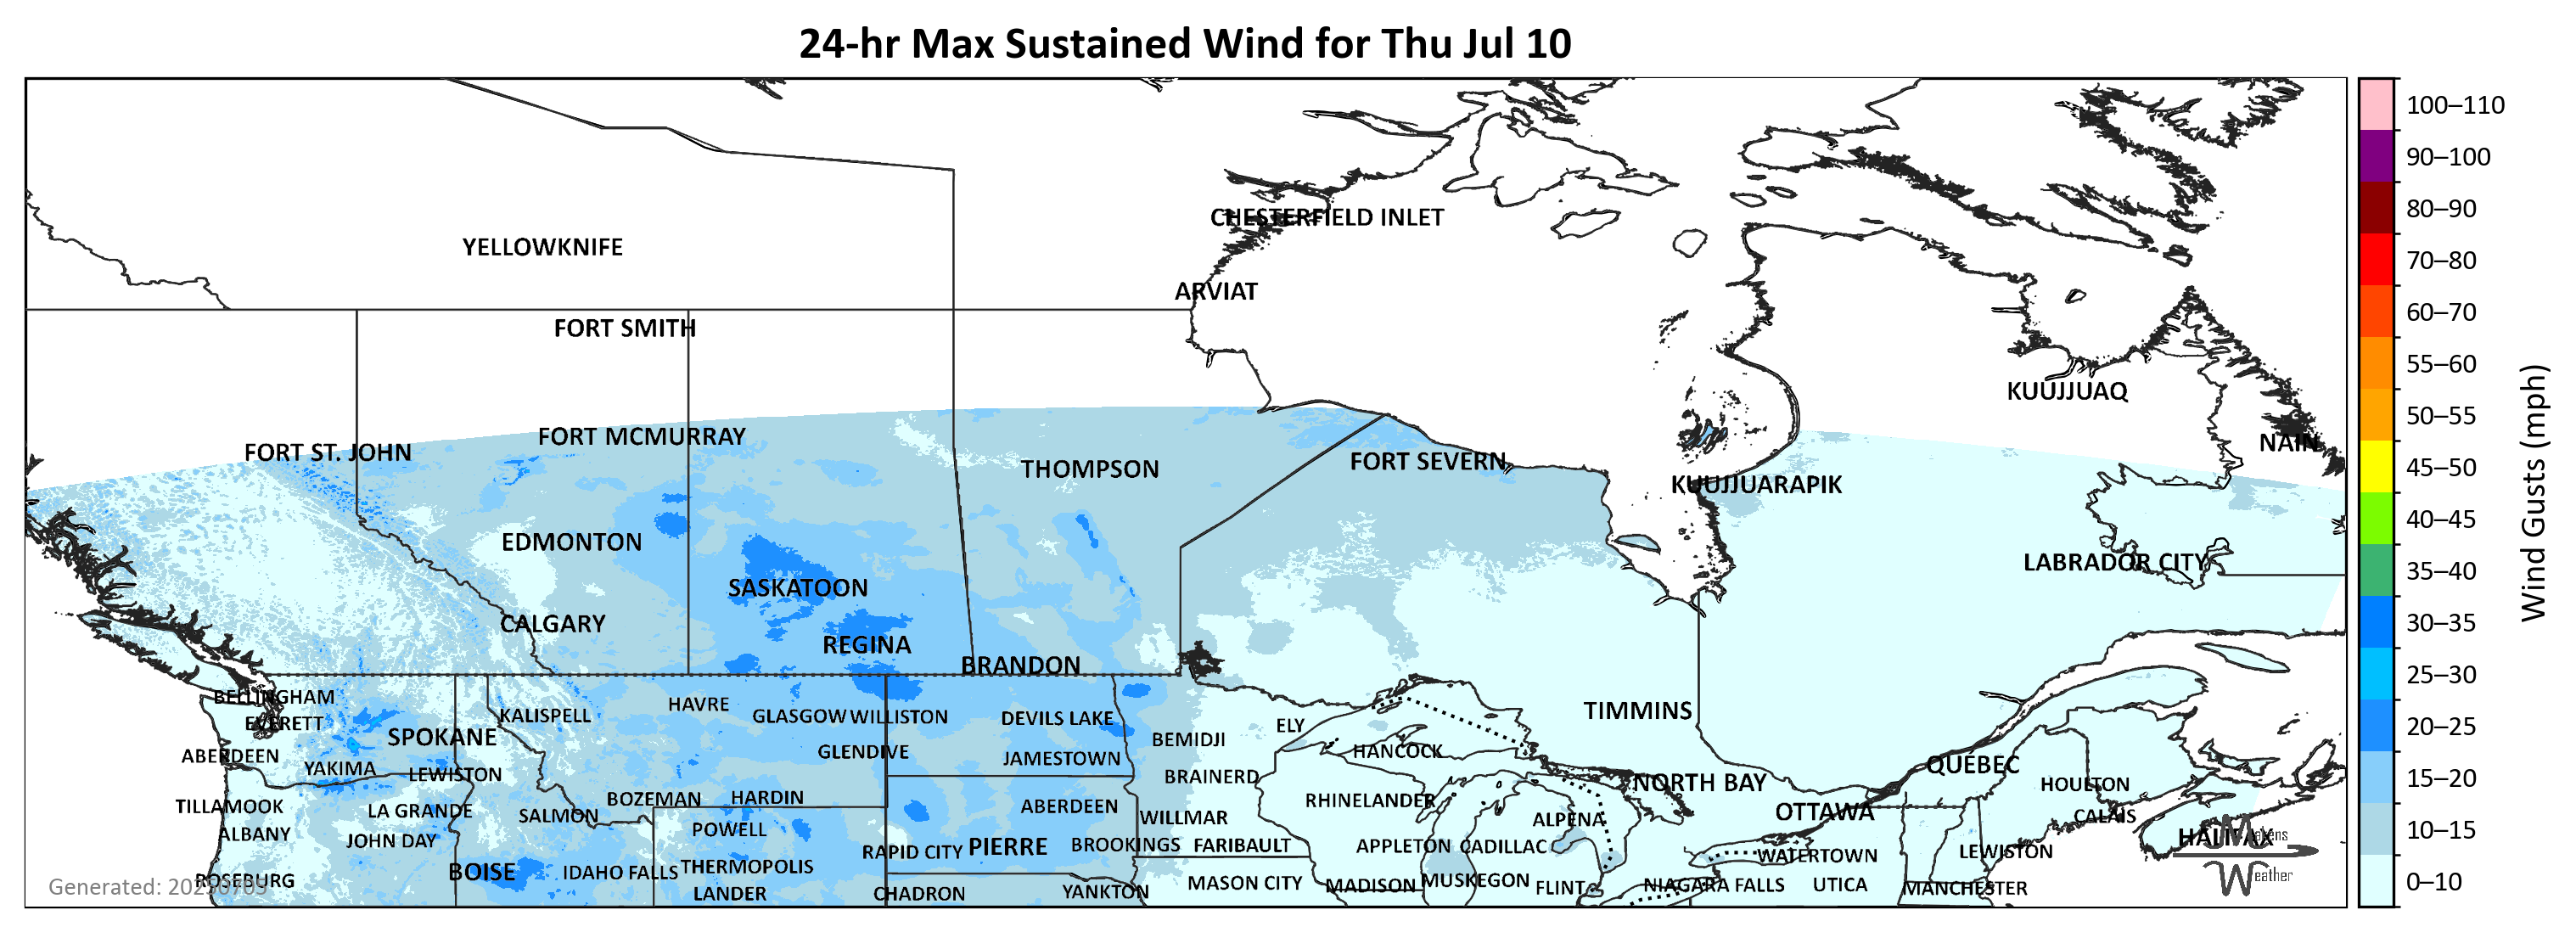 24-hr Max Sustained Wind for Thu Jul 10
CHESTERFIELD INLET
YELLOWKNIFE
ARVIAT
FORT SMITH
KUUJJUAQ
FORT MCMURRAY
NAIN
FORT ST. JOHN
FORT SEVERN
THOMPSON
KUUJJUARAPIK
EDMONTON
LABRADOR CITY
SASKATOON
CALGARY
REGINA
BRANDON
BELLINGHAM
HAVRE
TIMMINS
KALISPELL
GLASGOW
WILLISTON
DEVILS LAKE
EVERETT
ELY
SPOKANE
BEMIDJI
HANCOCK
ABERDEEN
GLENDIVE
JAMESTOWN
QUÉBEC
YAKIMA
LEWISTON
BRAINERD
NORTH BAY
HOULTON
BOZEMAN
HARDIN
RHINELANDER
TILLAMOOK
LA GRANDE
SALMON
ABERDEEN
WILLMAR
ALPENA
OTTAWA
CALAIS
ALBANY
JOHN DAY
POWELL
HALIFAX
RAPID CITY
PIERRE
BROOKINGS
FARIBAULT
APPLETON
CADILLAC
WATERTOWN
LEWISTON
BOISE
IDAHO FALLS
THERMOPOLIS
ROSEBURG
MASON CITY
MADISON
MUSKEGON
FLINT
NIAGARA FALLS
UTICA
MANCHESTER
LANDER
CHADRON
YANKTON
Makens
Weather
Generated: 20250705
100–110
90–100
80–90
70–80
60–70
55–60
50–55
45–50
40–45
35–40
30–35
25–30
20–25
15–20
10–15
0–10
Wind Gusts (mph)